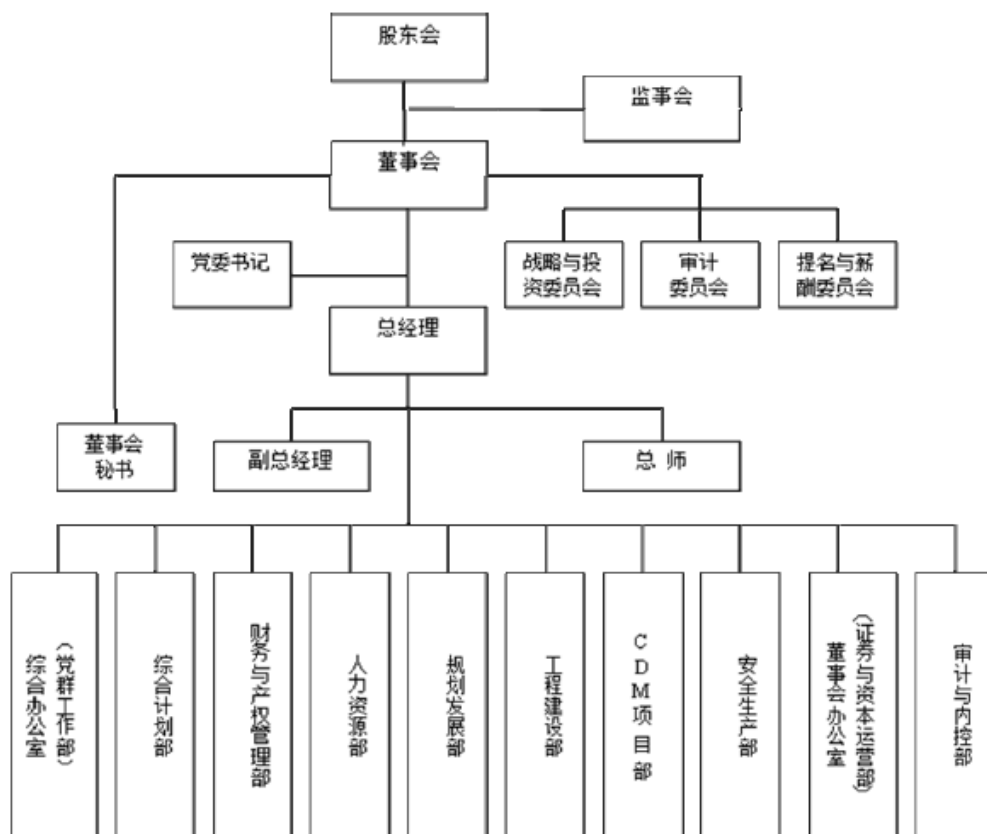 股东会
监事会
董事会
党委书记
战略与投
资委员会
审计
委员会
提名与薪
酬委员会
总经理
董事会
秘书
副总经理
总 师
综合办公室
（党群工作部）
综合计划部
财务与产权管理部
人力资源部
规划发展部
工程建设部
CDM项目部
安全生产部
董事会办公室
（证券与资本运营部）
审计与内控部